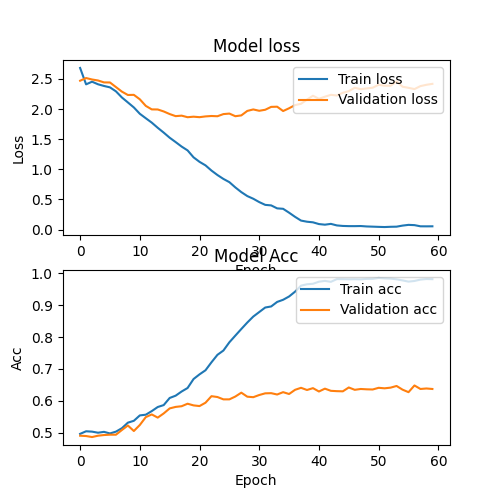 Model loss
2.5
2.0
1.5
1.0
0.5
0.0
Loss
Train loss
Validation loss
0 10 20 30 40 50 60
Epoch
Model Acc
1.0
0.9
0.8
0.7
0.6
0.5
Acc
Train acc
Validation acc
0 10 20 30 40 50 60
Epoch